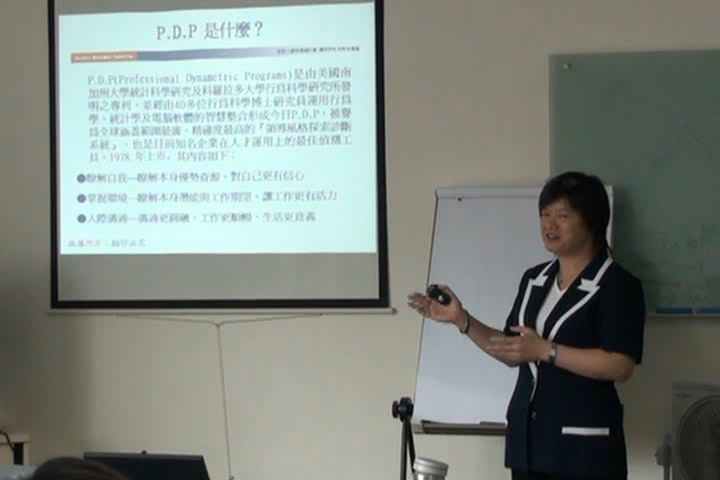 P.D.P 是什麼？
P.D.P(Professional Dynametric Programs)是由美國南
加州大學統計科學研究及科羅拉多大學行為科學研究所發
明之專利，並經由40多位行為科學博士研究員運用行為
學、統計學及電腦軟體的智慧整合形成今日P.D.P，被譽
為全球涵蓋範圍最廣，精確度最高的『領導風格探索診斷
系統』，也是目前知名企業在人才運用上的最佳偵測工
具。1978 年上市。其內容如下：
●瞭解自我—瞭解本身優勢資源，對自己更有信心
●掌握環境—瞭解本身潛能與工作期望，讓工作更有活力
●人際溝通—溝通更圓融，工作更順暢，生活更意義